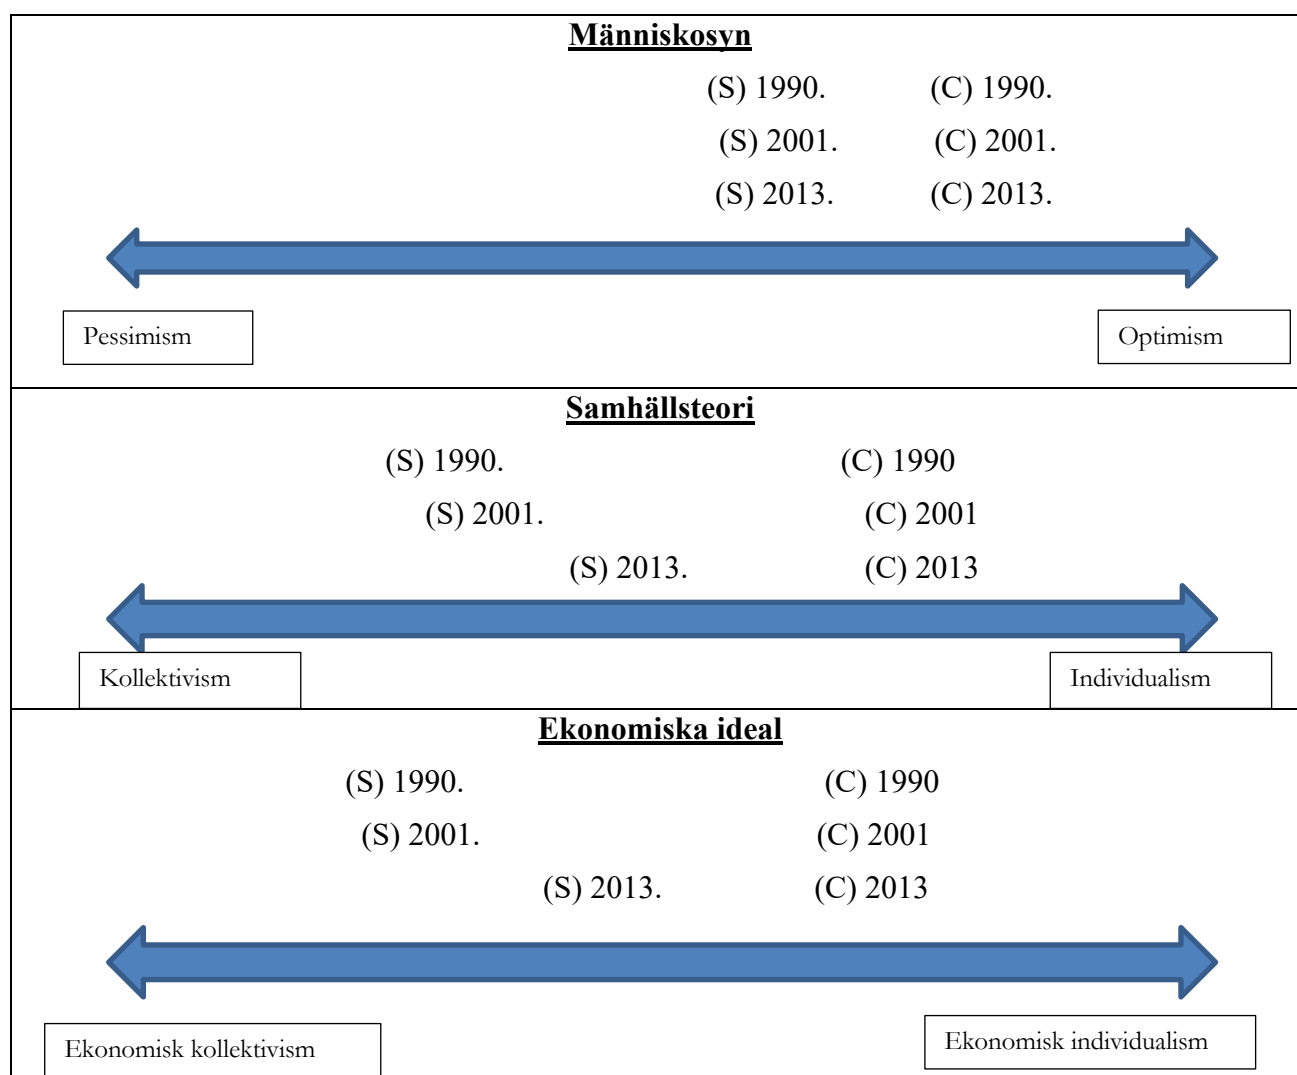 Människosyn
(S) 1990. (C) 1990.
(S) 2001. (C) 2001.
(S) 2013. (C) 2013.
Pessimism Optimism
Samhällsteori
(S) 1990. (C) 1990
(S) 2001. (C) 2001
(S) 2013. (C) 2013
Kollektivism Individualism
Ekonomiska ideal
(S) 1990. (C) 1990
(S) 2001. (C) 2001
(S) 2013. (C) 2013
Ekonomisk kollektivism Ekonomisk individualism